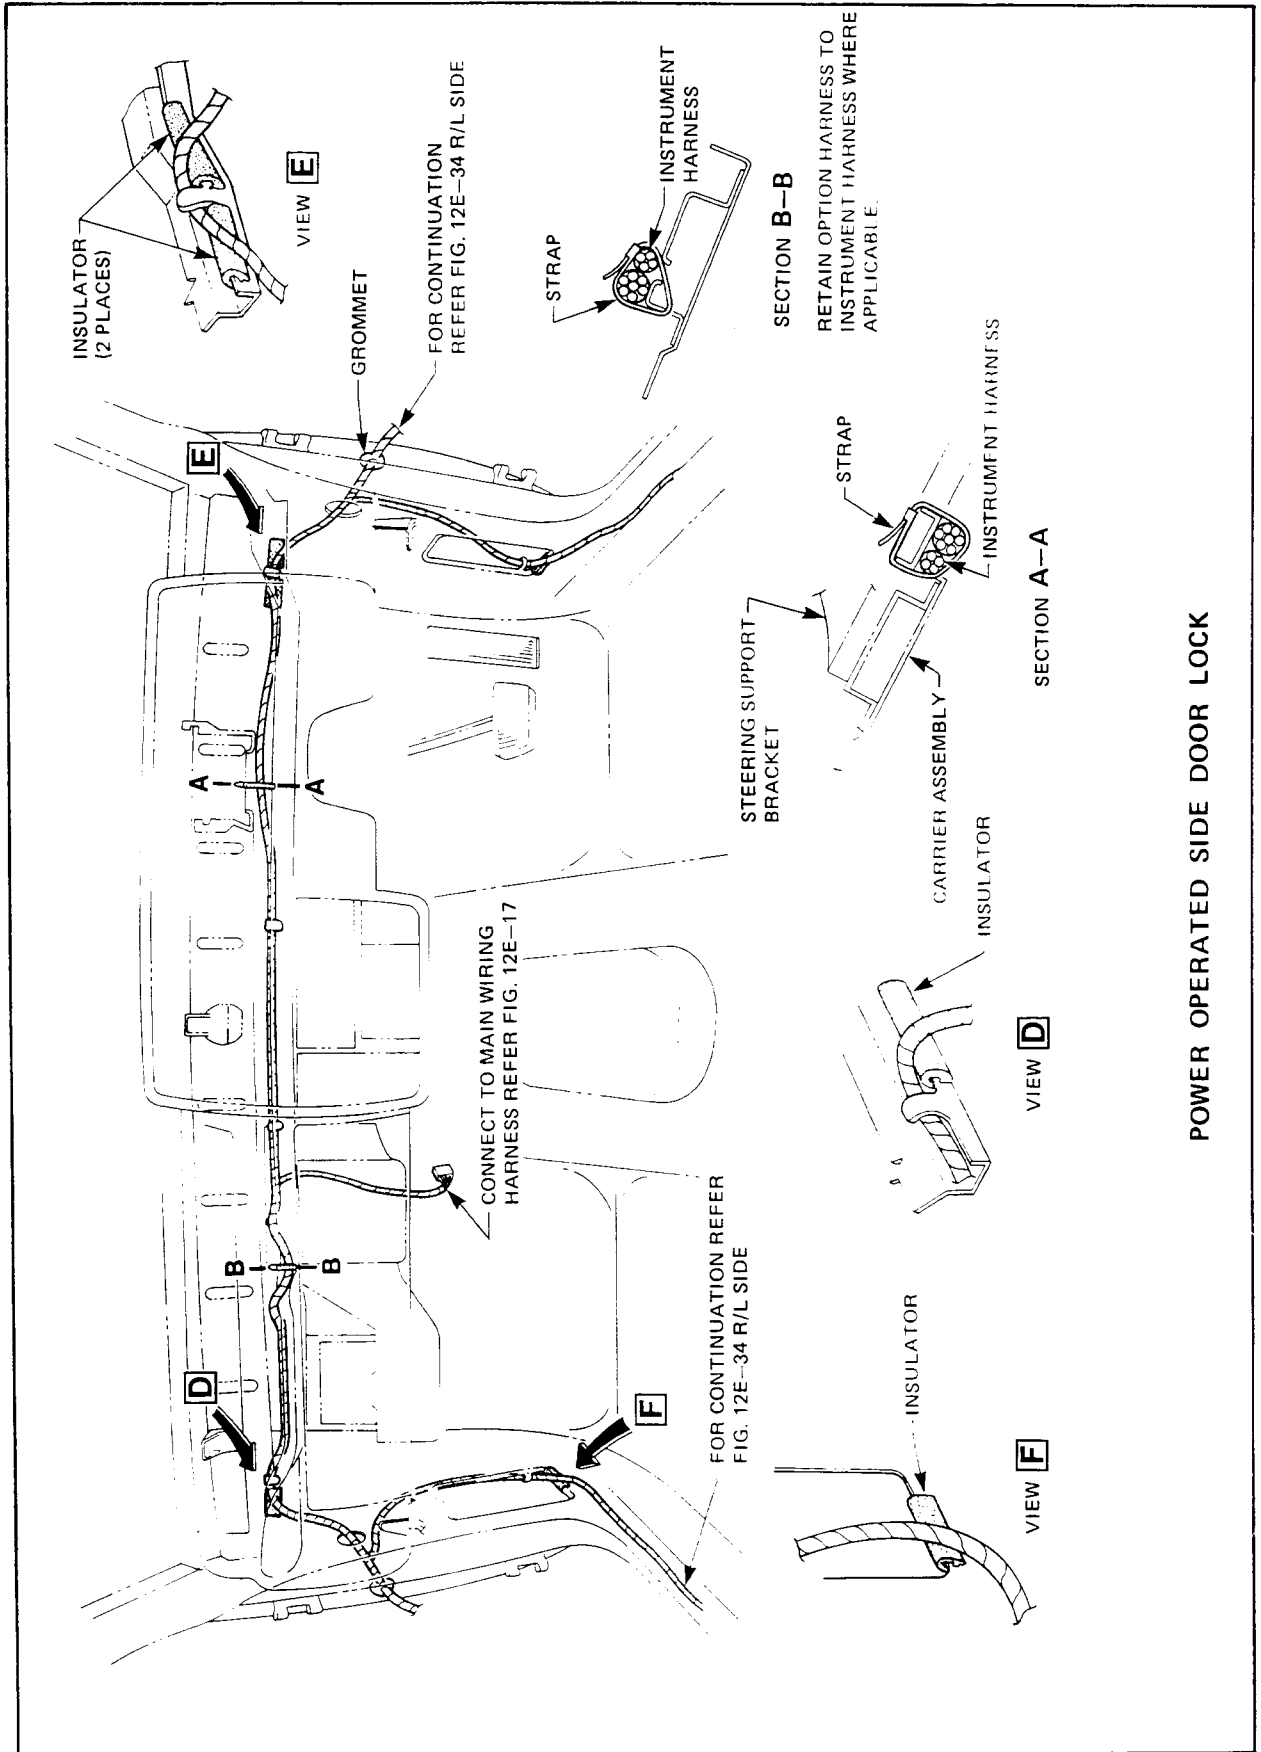 INSULATOR
(2 PLACES)
VIEW E
E
GROMMET
FOR CONTINUATION
REFER FIG. 12E–34 R/L SIDE
STRAP
INSTRUMENT
HARNESS
SECTION B–B
RETAIN OPTION HARNESS TO
INSTRUMENT HARNESS WHERE
APPLICABLE.
A
A
STRAP
INSTRUMENT HARNESS
STEERING SUPPORT
BRACKET
CARRIER ASSEMBLY
SECTION A–A
CONNECT TO MAIN WIRING
HARNESS REFER FIG. 12E–17
B
B
D
INSULATOR
VIEW D
F
FOR CONTINUATION REFER
FIG. 12E–34 R/L SIDE
INSULATOR
VIEW F
POWER OPERATED SIDE DOOR LOCK